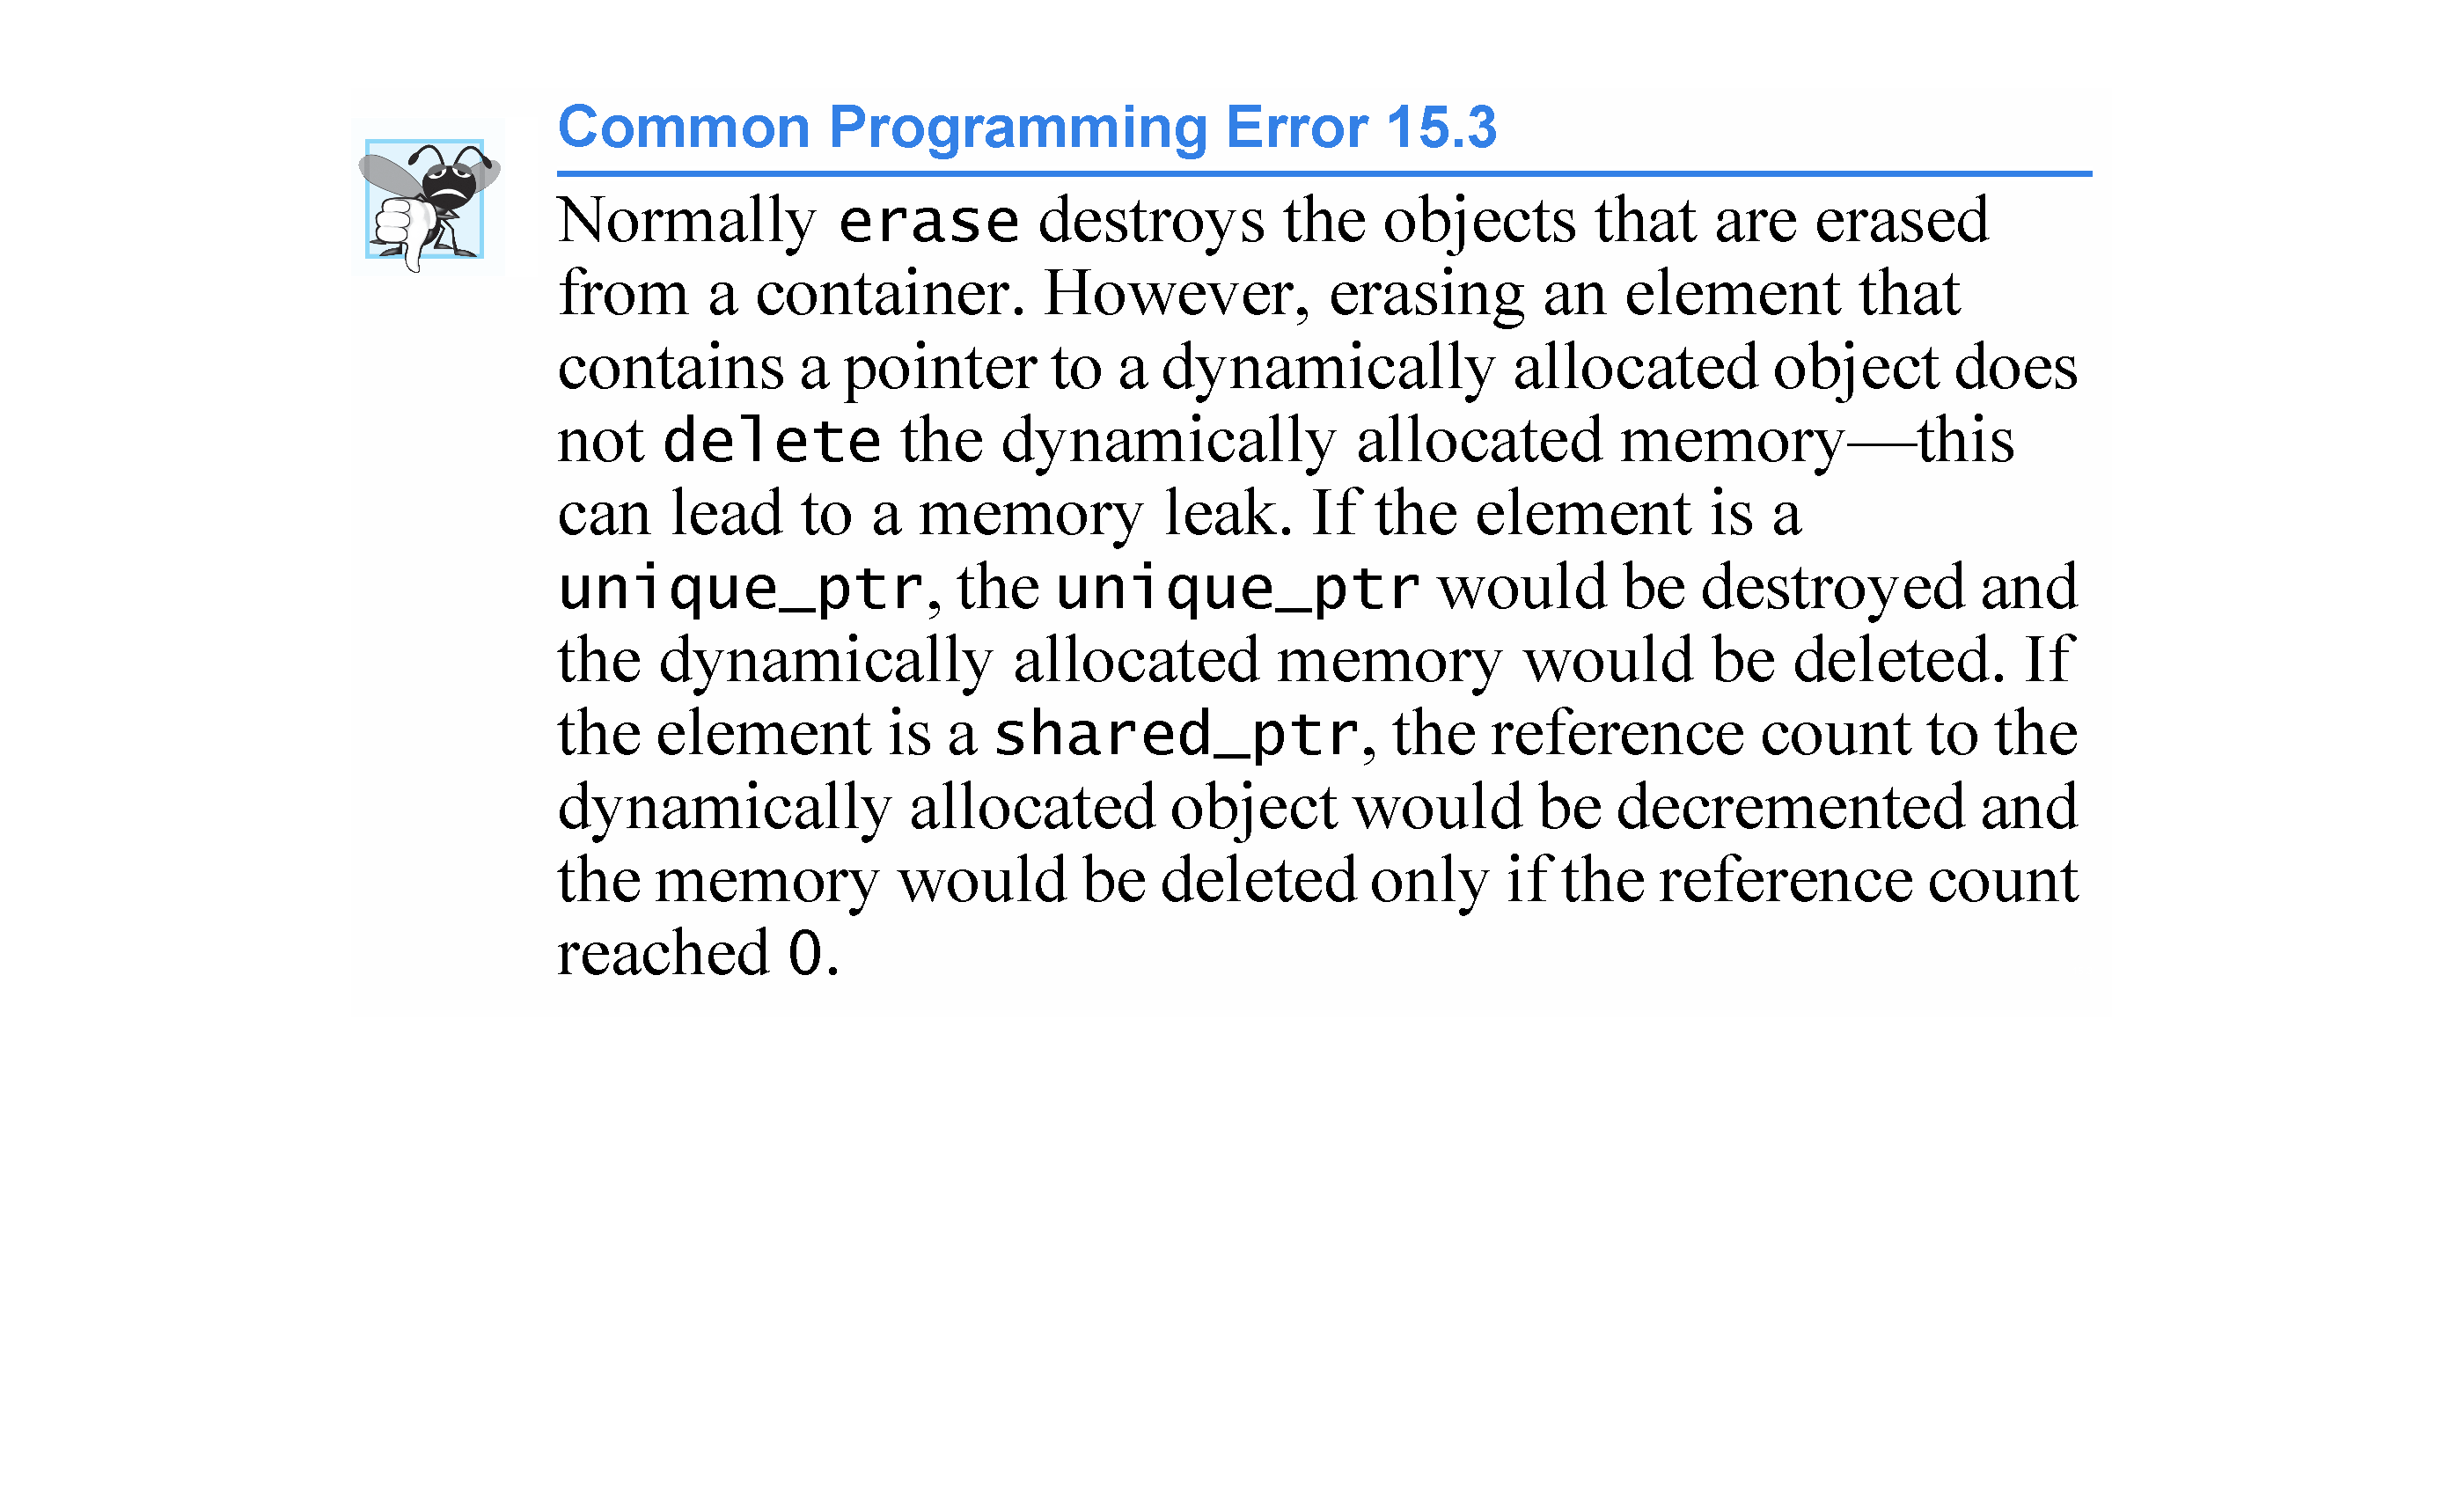 Common Programming Error 15.3
Normally erase destroys the objects that are erased
from a container. However, erasing an element that
contains a pointer to a dynamically allocated object does
not delete the dynamically allocated memory—this
can lead to a memory leak. If the element is a
unique_ptr, the unique_ptr would be destroyed and
the dynamically allocated memory would be deleted. If
the element is a shared_ptr, the reference count to the
dynamically allocated object would be decremented and
the memory would be deleted only if the reference count
reached 0.